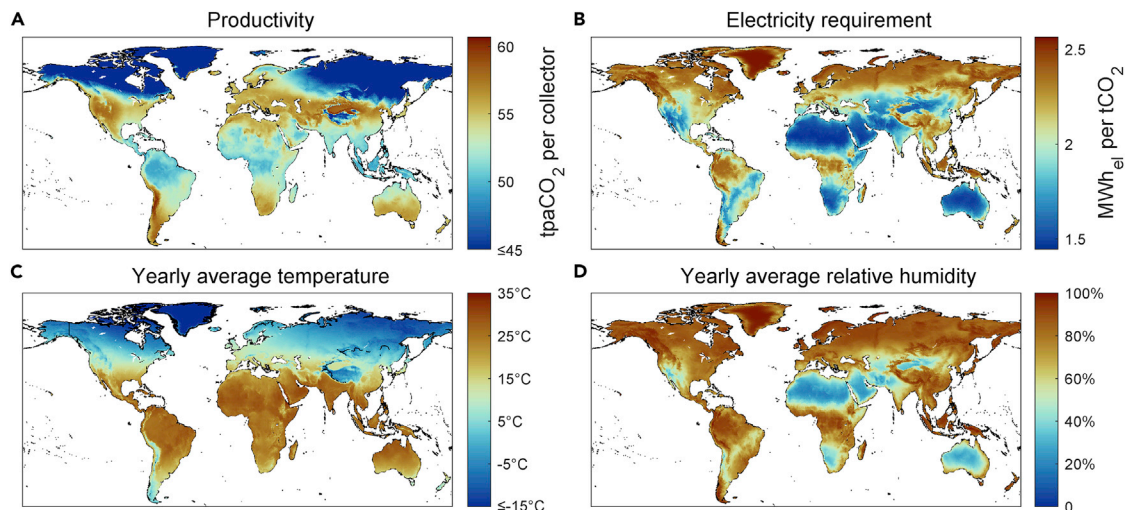 A
Productivity
60
55
50
≤45
tpaCO₂ per collector
B
Electricity requirement
2.5
2
1.5
MWhₑₗ per tCO₂
C
Yearly average temperature
35°C
25°C
15°C
5°C
-5°C
≤-15°C
D
Yearly average relative humidity
100%
80%
60%
40%
20%
0